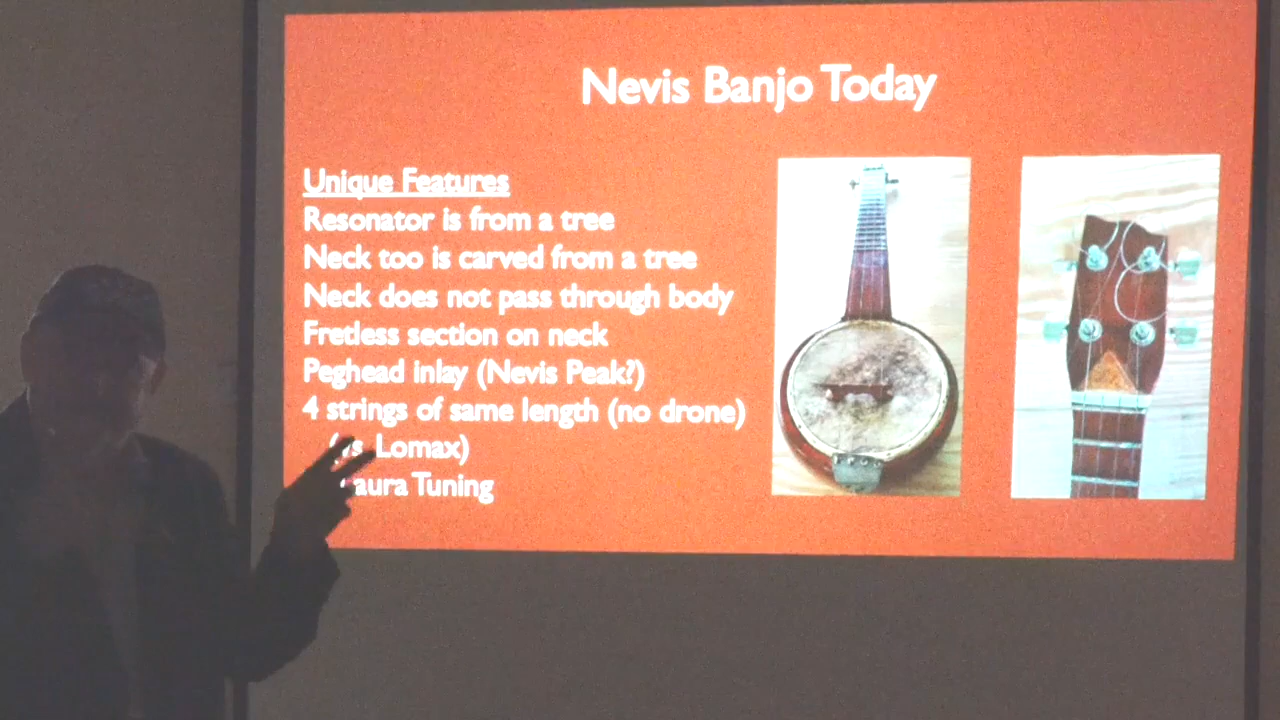 Nevis Banjo Today
Unique Features
Resonator is from a tree
Neck too is carved from a tree
Neck does not pass through body
Fretless section on neck
Peghead inlay (Nevis Peak?)
4 strings of same length (no drone)
Lomax)
Tuning